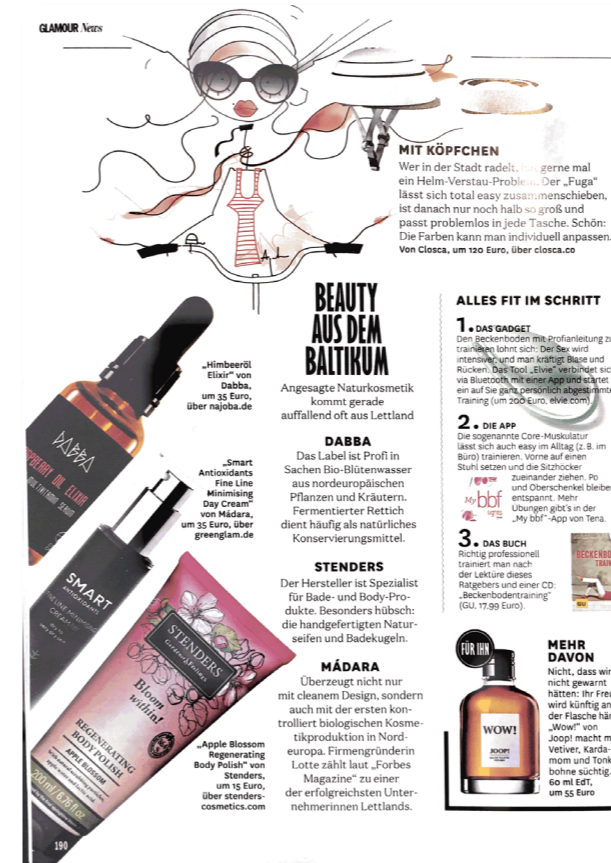 GLAMOUR News
MIT KÖPFCHEN
Wer in der Stadt radelt, gerne mal
ein Helm-Verstau-Problem. Der „Fuga“
lässt sich total easy zusammenschieben,
ist danach nur noch halb so groß und
passt problemlos in jede Tasche. Schön:
Die Farben kann man individuell anpassen.
Von Closca, um 120 Euro, über closca.co
BEAUTY
AUS DEM
BALTIKUM
Angesagte Naturkosmetik
kommt gerade
auffallend oft aus Lettland
DABBA
Das Label ist Profi in
Sachen Bio-Blütenwasser
aus nordeuropäischen
Pflanzen und Kräutern.
Fermentierter Rettich
dient häufig als natürliches
Konservierungsmittel.
STENDERS
Der Hersteller ist Spezialist
für Bade- und Body-Pro-
dukte. Besonders hübsch:
die handgefertigten Natur-
seifen und Badekugeln.
MÁDARA
Überzeugt nicht nur
mit cleanem Design, sondern
auch mit der ersten kon-
trolliert biologischen Kosme-
tikproduktion in Nord-
europa. Firmengründerin
Lotte zählt laut „Forbes
Magazine“ zu einer
der erfolgreichsten Unter-
nehmerinnen Lettlands.
„Himbeeröl
Elixir“ von
Dabba,
um 35 Euro,
über najoba.de
„Smart
Antioxidants
Fine Line
Minimising
Day Cream“
von Mádara,
um 35 Euro, über
greenglam.de
„Apple Blossom
Regenerating
Body Polish“ von
Stenders,
um 15 Euro,
über stenders-
cosmetics.com
DABBA
RASPBERRY OIL ELIXIR
SMART
ANTIOXIDANTS
FINE LINE MINIMISING
STENDERS
Gardener of Feelings
Bloom
within!
REGENERATING
BODY POLISH
APPLE BLOSSOM
200 ml / 6.76 fl.oz
ALLES FIT IM SCHRITT
1. DAS GADGET
Den Beckenboden mit Profianleitung zu
trainieren lohnt sich: Der Sex wird
intensiver, und man kräftigt Blase und
Rücken. Das Tool „Elvie“ verbindet sic
via Bluetooth mit einer App und startet
ein auf Sie ganz persönlich abgestimmte
Training (um 200 Euro, elvie.com).
2. DIE APP
Die sogenannte Core-Muskulatur
lässt sich auch easy im Alltag (z. B. im
Büro) trainieren. Vorne auf einen
Stuhl setzen und die Sitzhöcker
zueinander ziehen. Po
und Oberschenkel bleiben
entspannt. Mehr
Übungen gibt's in der
„My bbf“-App von Tena.
My bbf
3. DAS BUCH
Richtig professionell
trainiert man nach
der Lektüre dieses
Ratgebers und einer CD:
„Beckenbodentraining“
(GU, 17,99 Euro).
BECKENBO
TRAIN
GU
FÜR IHN
WOW!
JOOP!
MEHR
DAVON
Nicht, dass wir
nicht gewarnt
hätten: Ihr Freu
wird künftig an
der Flasche hän
„Wow!“ von
Joop! macht m
Vetiver, Karda-
mom und Tonk
bohne süchtig.
60 ml EdT,
um 55 Euro
190